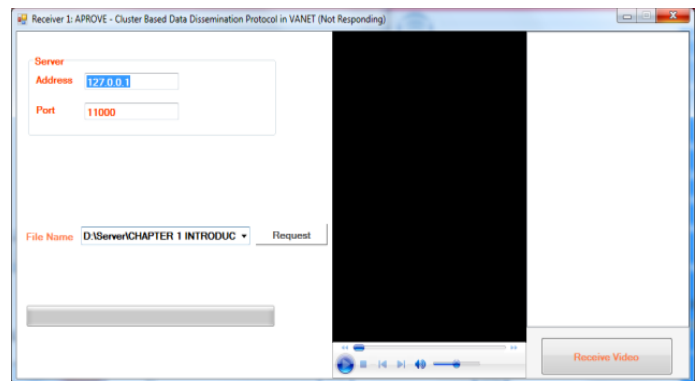 Receiver 1: APROVE - Cluster Based Data Dissemination Protocol in VANET (Not Responding)
Server
Address 127.0.0.1
Port 11000
File Name D:\Server\CHAPTER 1 INTRODUC Request
Receive Video